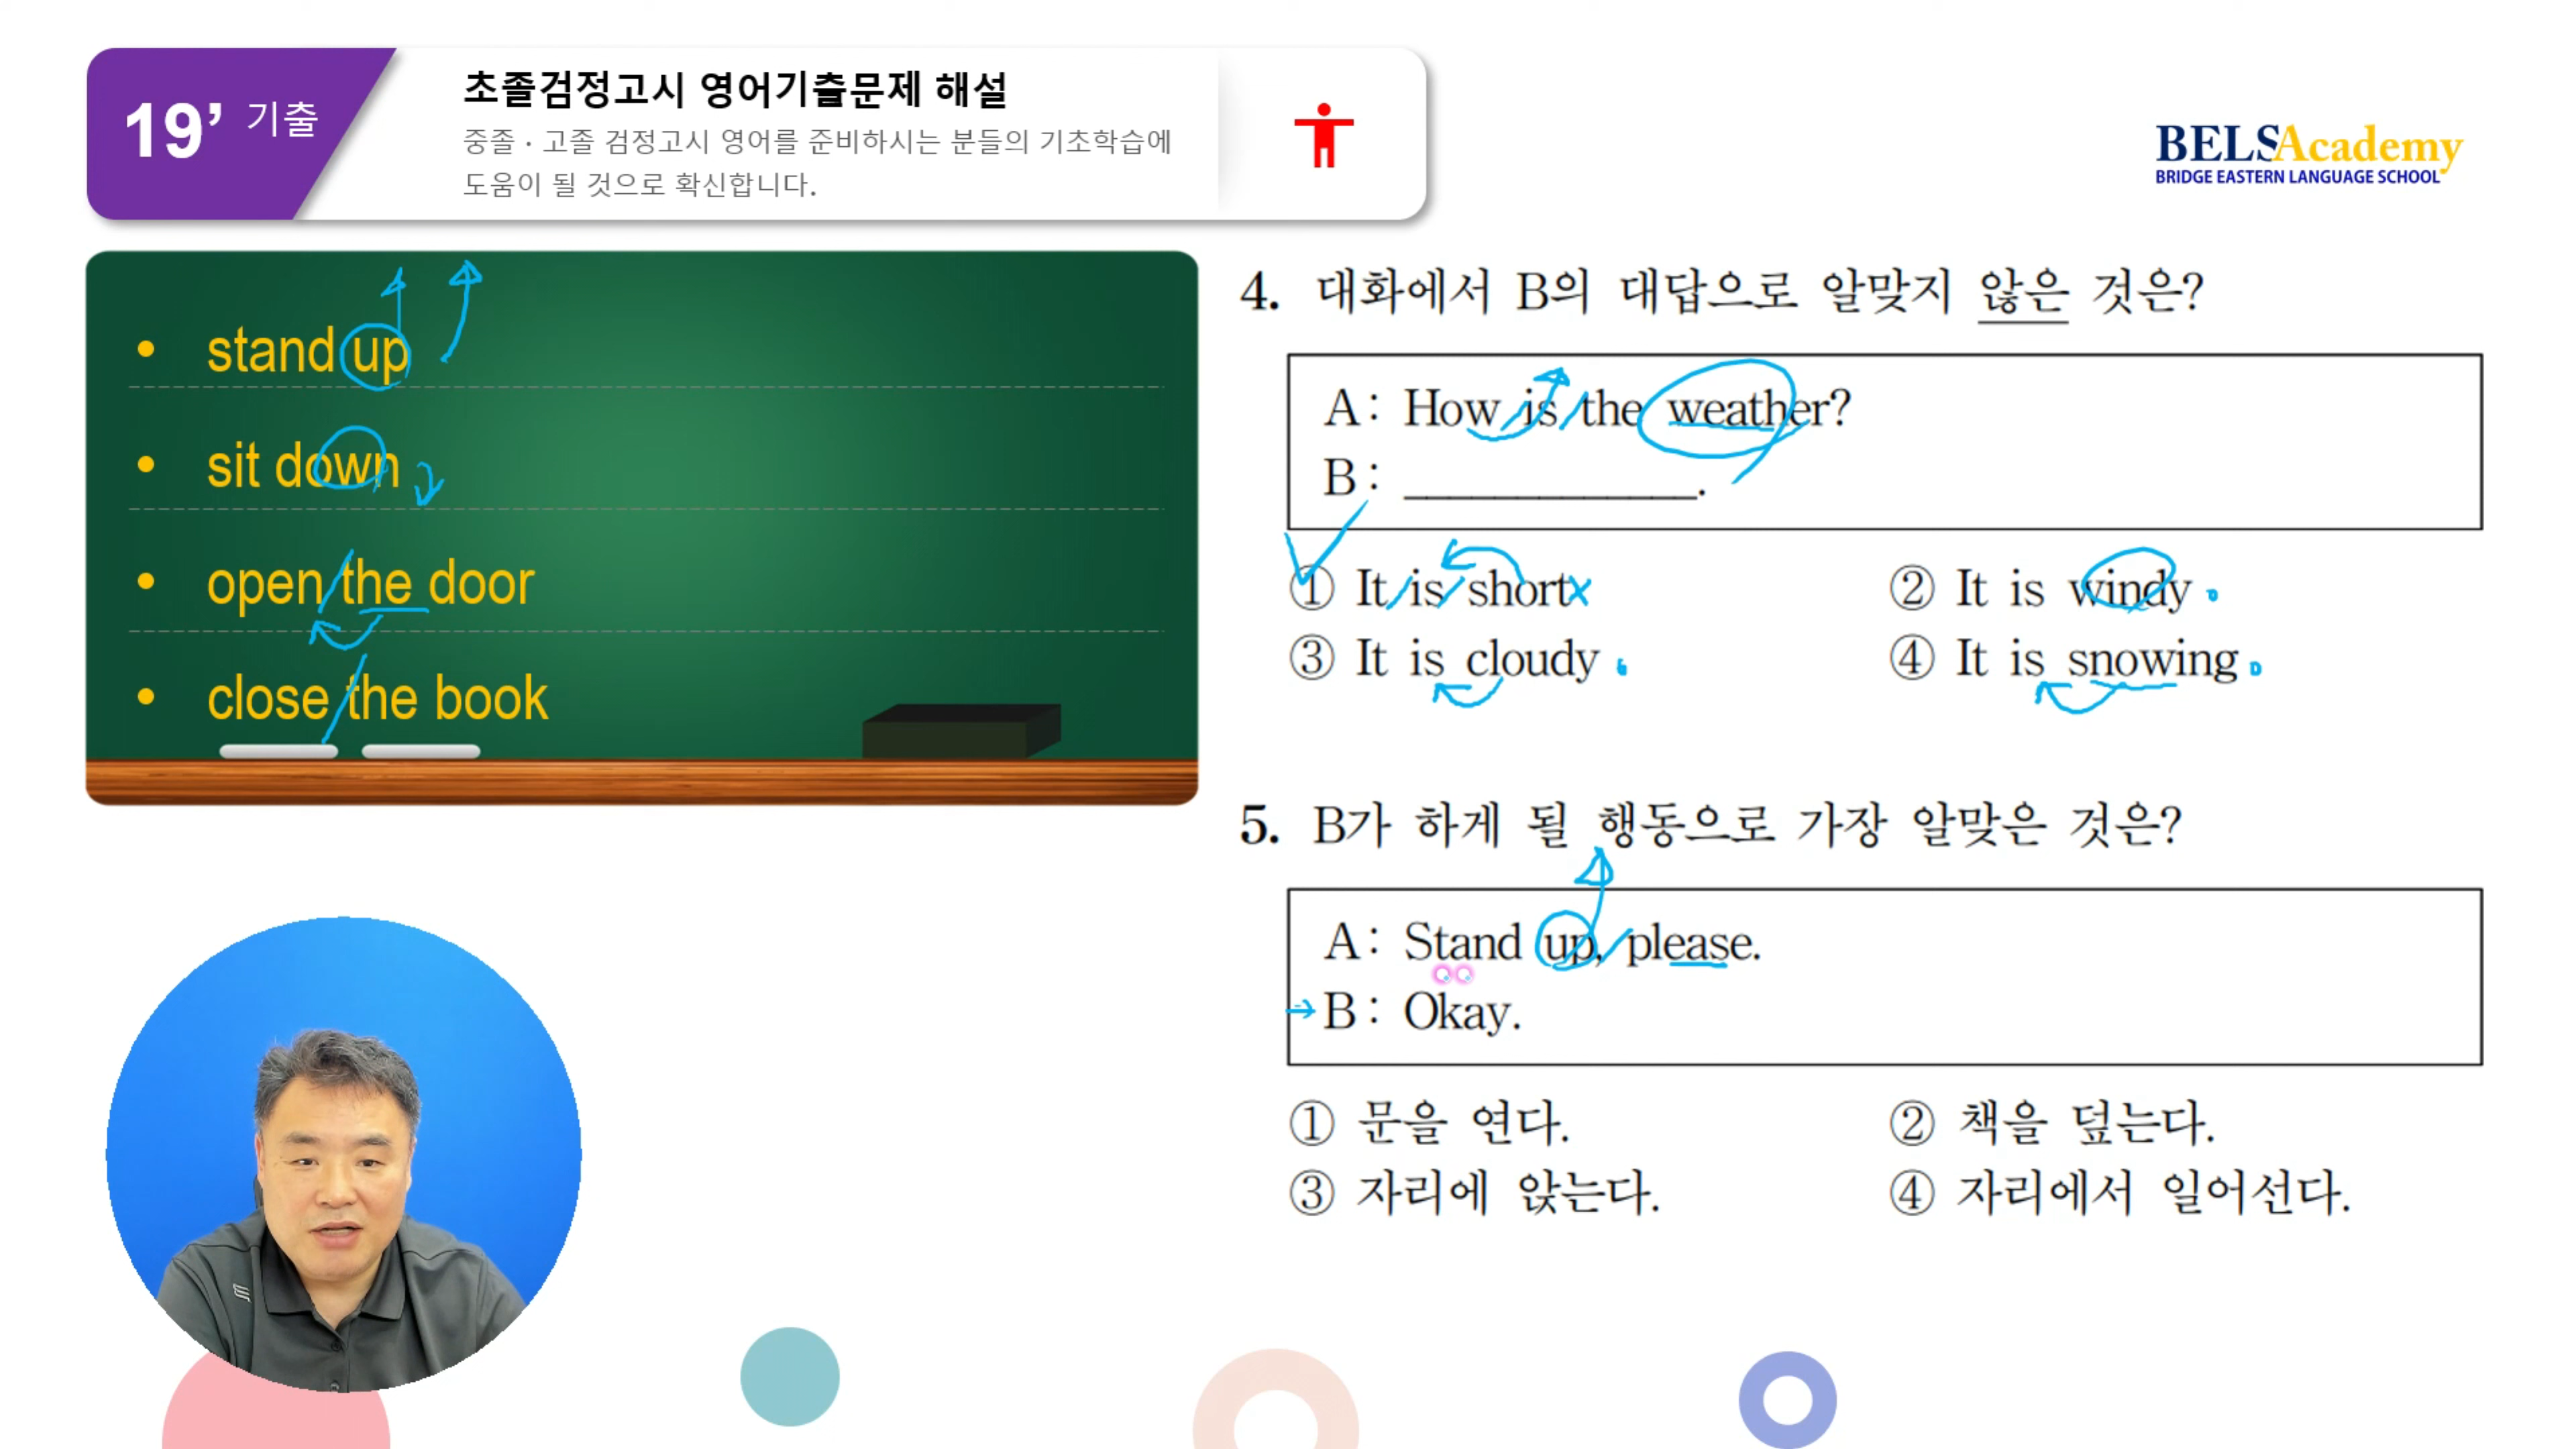 19’ 기출
초졸검정고시 영어기출문제 해설
중졸 · 고졸 검정고시 영어를 준비하시는 분들의 기초학습에
도움이 될 것으로 확신합니다.
BELSAcademy
BRIDGE EASTERN LANGUAGE SCHOOL
• stand up
• sit down
• open the door
• close the book
4. 대화에서 B의 대답으로 알맞지 않은 것은?
A: How is the weather?
B: ____________.
① It is short
② It is windy
③ It is cloudy
④ It is snowing
5. B가 하게 될 행동으로 가장 알맞은 것은?
A: Stand up, please.
B: Okay.
① 문을 연다.
② 책을 덮는다.
③ 자리에 앉는다.
④ 자리에서 일어선다.